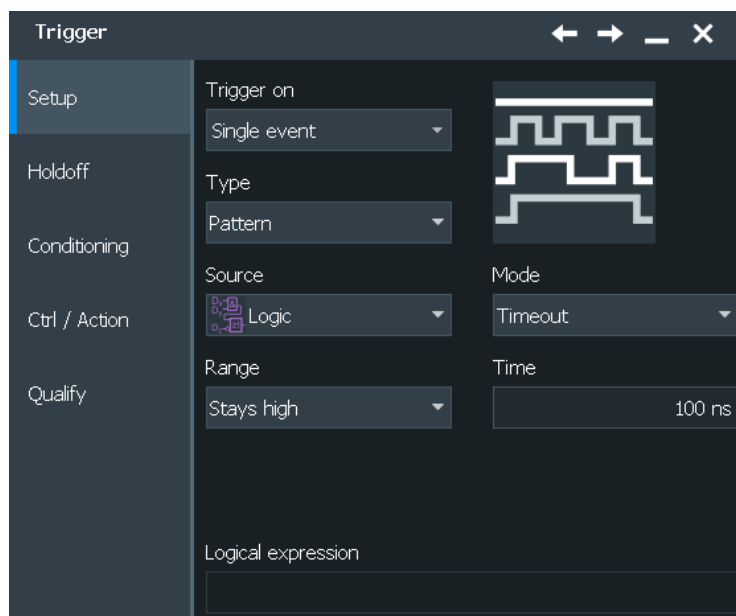 Trigger
Setup
Holdoff
Conditioning
Ctrl / Action
Qualify
Trigger on
Single event
Type
Pattern
Source
Logic
Mode
Timeout
Range
Stays high
Time
100 ns
Logical expression